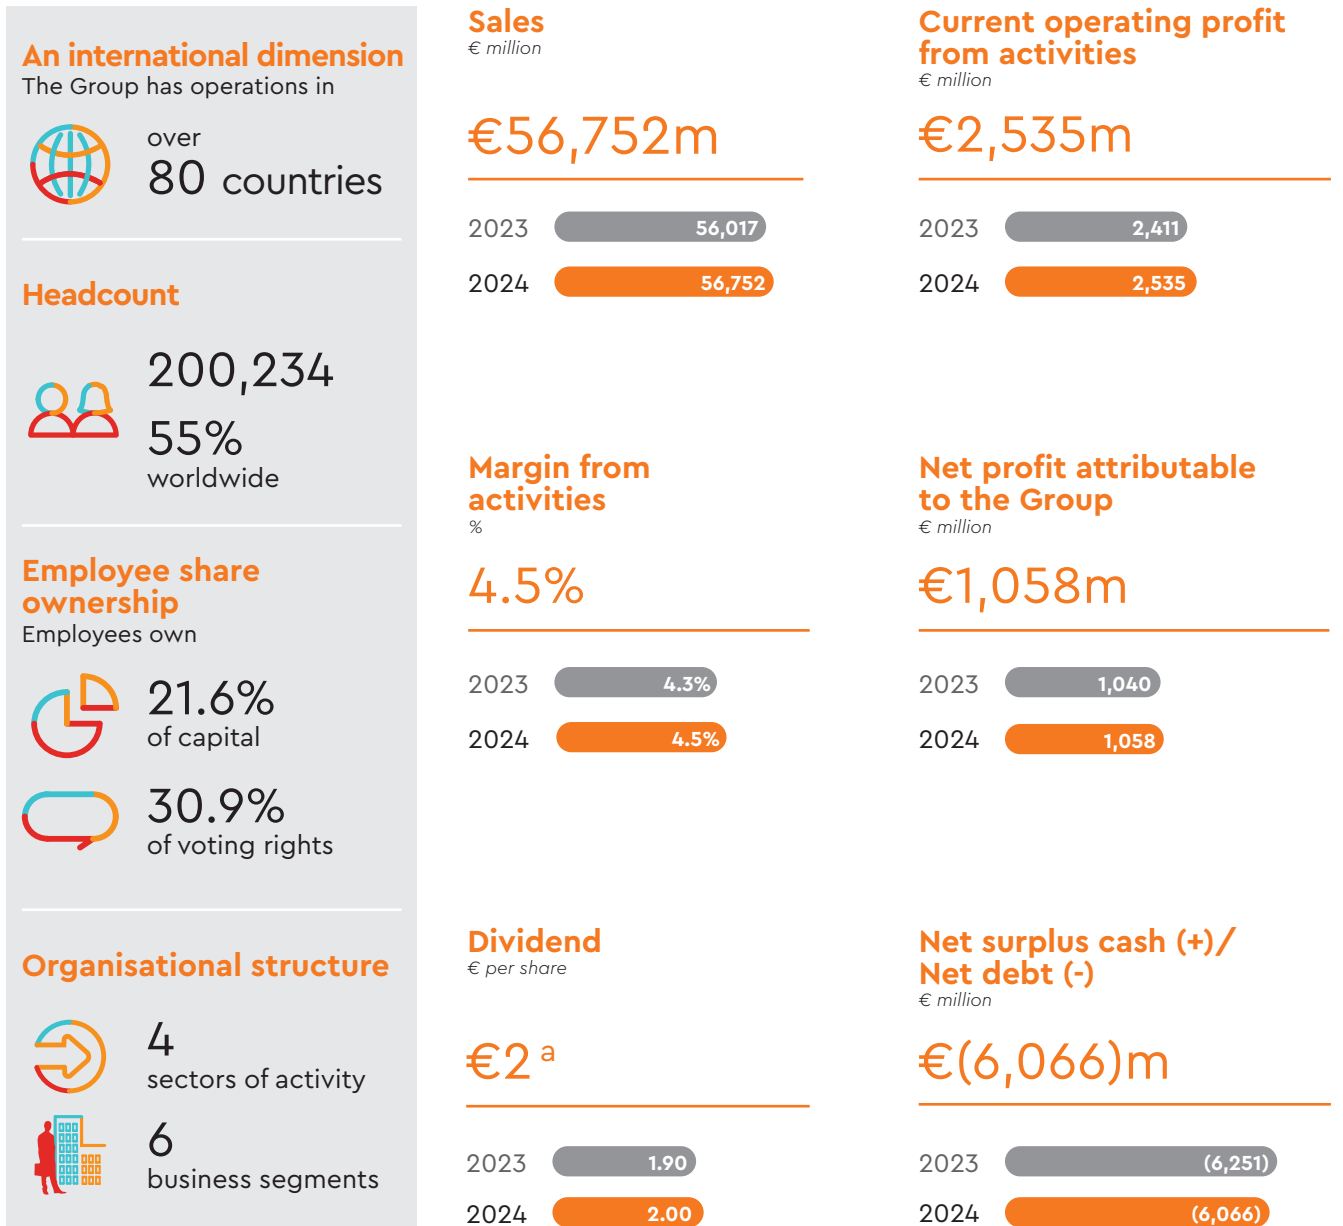 An international dimension
The Group has operations in
over
80 countries
Headcount
200,234
55%
worldwide
Employee share
ownership
Employees own
21.6%
of capital
30.9%
of voting rights
Organisational structure
4
sectors of activity
6
business segments
Sales
€ million
€56,752m
2023 56,017
2024 56,752
Current operating profit
from activities
€ million
€2,535m
2023 2,411
2024 2,535
Margin from
activities
%
4.5%
2023 4.3%
2024 4.5%
Net profit attributable
to the Group
€ million
€1,058m
2023 1,040
2024 1,058
Dividend
€ per share
€2 a
2023 1.90
2024 2.00
Net surplus cash (+)/
Net debt (-)
€ million
€(6,066)m
2023 (6,251)
2024 (6,066)